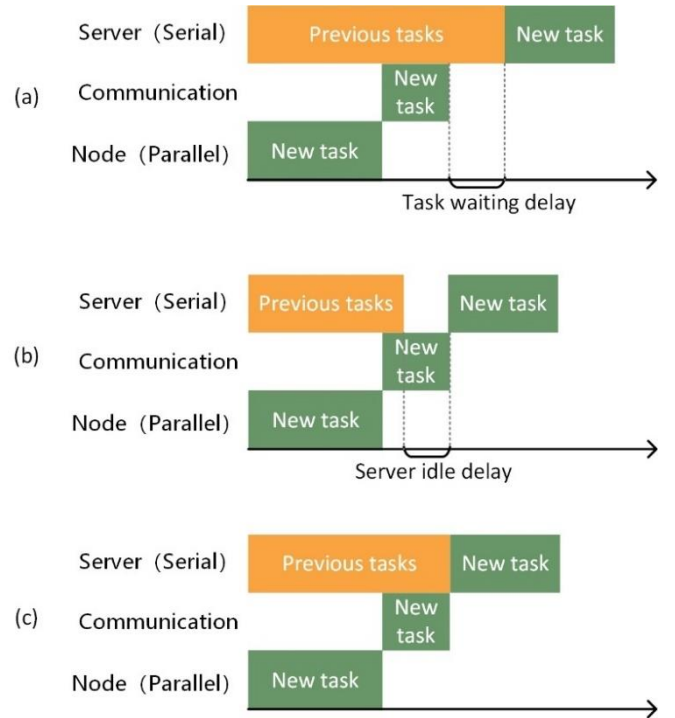 Server（Serial）
Previous tasks
New task
(a)
Communication
New
task
Node（Parallel）
New task
Task waiting delay
Server（Serial）
Previous tasks
New task
(b)
Communication
New
task
Node（Parallel）
New task
Server idle delay
Server（Serial）
Previous tasks
New task
(c)
Communication
New
task
Node（Parallel）
New task